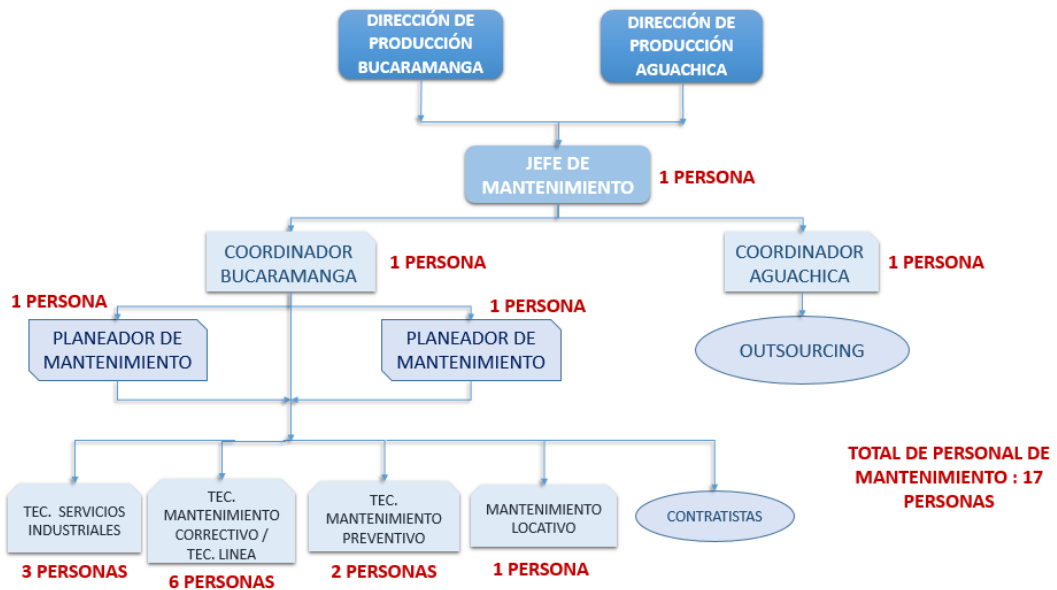 DIRECCIÓN DE
PRODUCCIÓN
BUCARAMANGA
DIRECCIÓN DE
PRODUCCIÓN
AGUACHICA
JEFE DE
MANTENIMIENTO
1 PERSONA
COORDINADOR
BUCARAMANGA
1 PERSONA
COORDINADOR
AGUACHICA
1 PERSONA
1 PERSONA
PLANEADOR DE
MANTENIMIENTO
1 PERSONA
PLANEADOR DE
MANTENIMIENTO
OUTSOURCING
TEC. SERVICIOS
INDUSTRIALES
3 PERSONAS
TEC.
MANTENIMIENTO
CORRECTIVO /
TEC. LINEA
6 PERSONAS
TEC.
MANTENIMIENTO
PREVENTIVO
2 PERSONAS
MANTENIMIENTO
LOCATIVO
1 PERSONA
CONTRATISTAS
TOTAL DE PERSONAL DE
MANTENIMIENTO : 17
PERSONAS